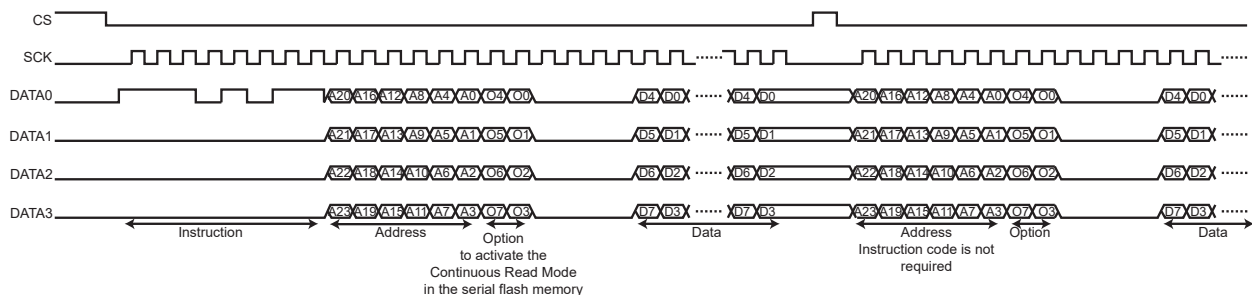 CS
SCK
DATA0 A20 A16 A12 A8 A4 A0 O4 O0 D4 D0 ...... D4 D0 A20 A16 A12 A8 A4 A0 O4 O0 D4 D0 ......
DATA1 A21 A17 A13 A9 A5 A1 O5 O1 D5 D1 ...... D5 D1 A21 A17 A13 A9 A5 A1 O5 O1 D5 D1 ......
DATA2 A22 A18 A14 A10 A6 A2 O6 O2 D6 D2 ...... D6 D2 A22 A18 A14 A10 A6 A2 O6 O2 D6 D2 ......
DATA3 A23 A19 A15 A11 A7 A3 O7 O3 D7 D3 ...... D7 D3 A23 A19 A15 A11 A7 A3 O7 O3 D7 D3 ......
Instruction Address Option Data Address Option Data
to activate the Instruction code is not
Continuous Read Mode required
in the serial flash memory